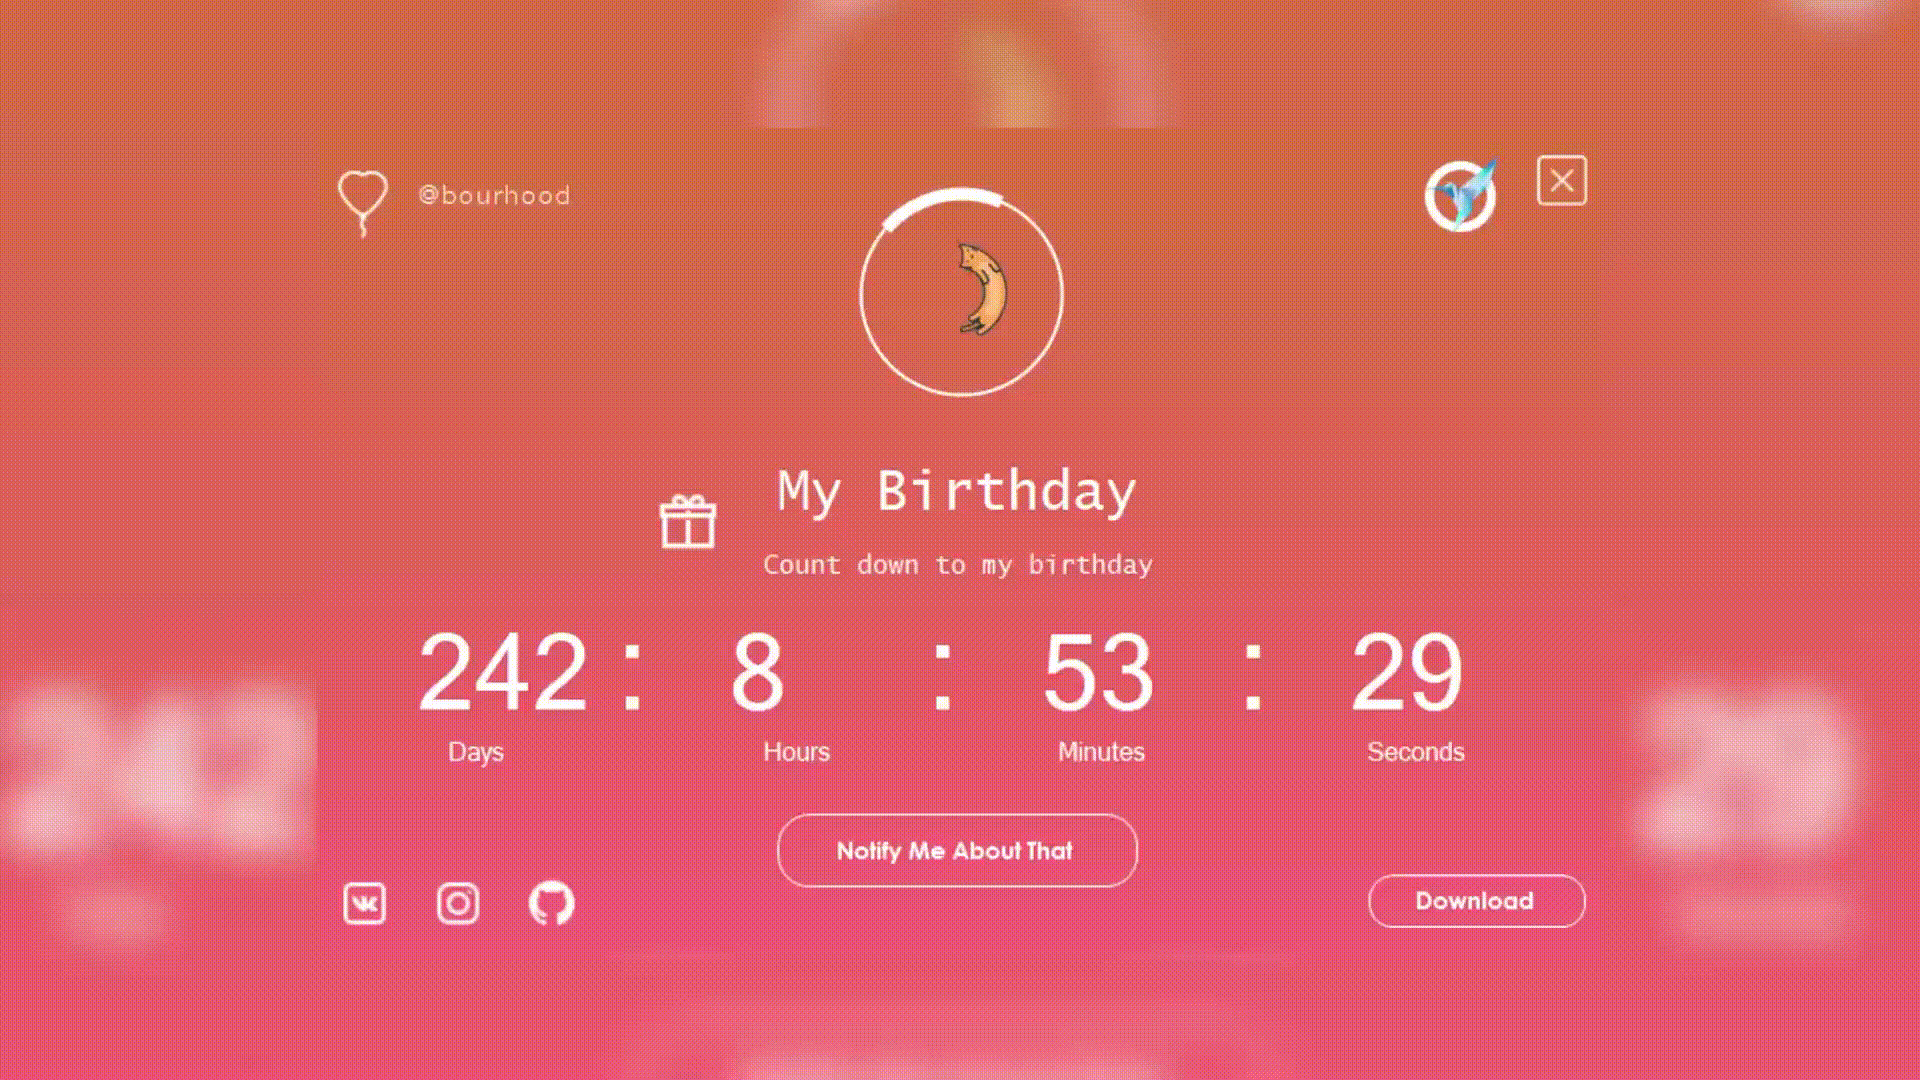 @bourhood
My Birthday
Count down to my birthday
242 : 8 : 53 : 29
Days Hours Minutes Seconds
Notify Me About That
Download